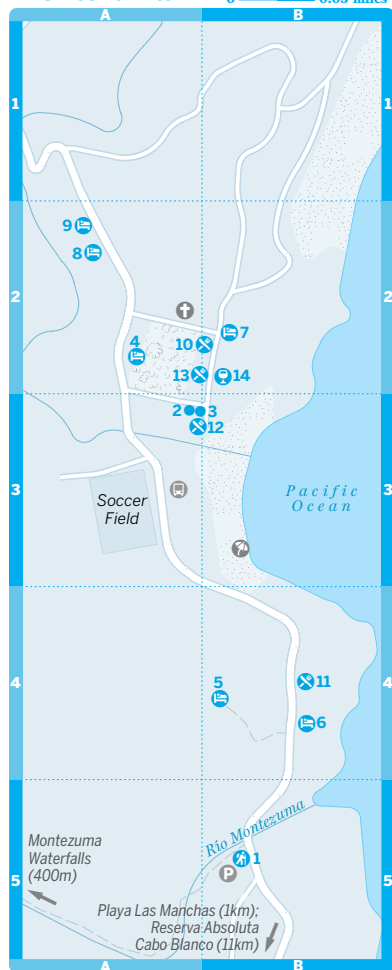 0 0.05 miles
A B
1 1
9
8
2 2
4
7
10
13 14
2 3
12
3 3
Soccer
Field
Pacific
Ocean
4 4
5
11
6
Río Montezuma
1
P
5 5
Montezuma
Waterfalls
(400m)
Playa Las Manchas (1km);
Reserva Absoluta
Cabo Blanco (11km)
A B